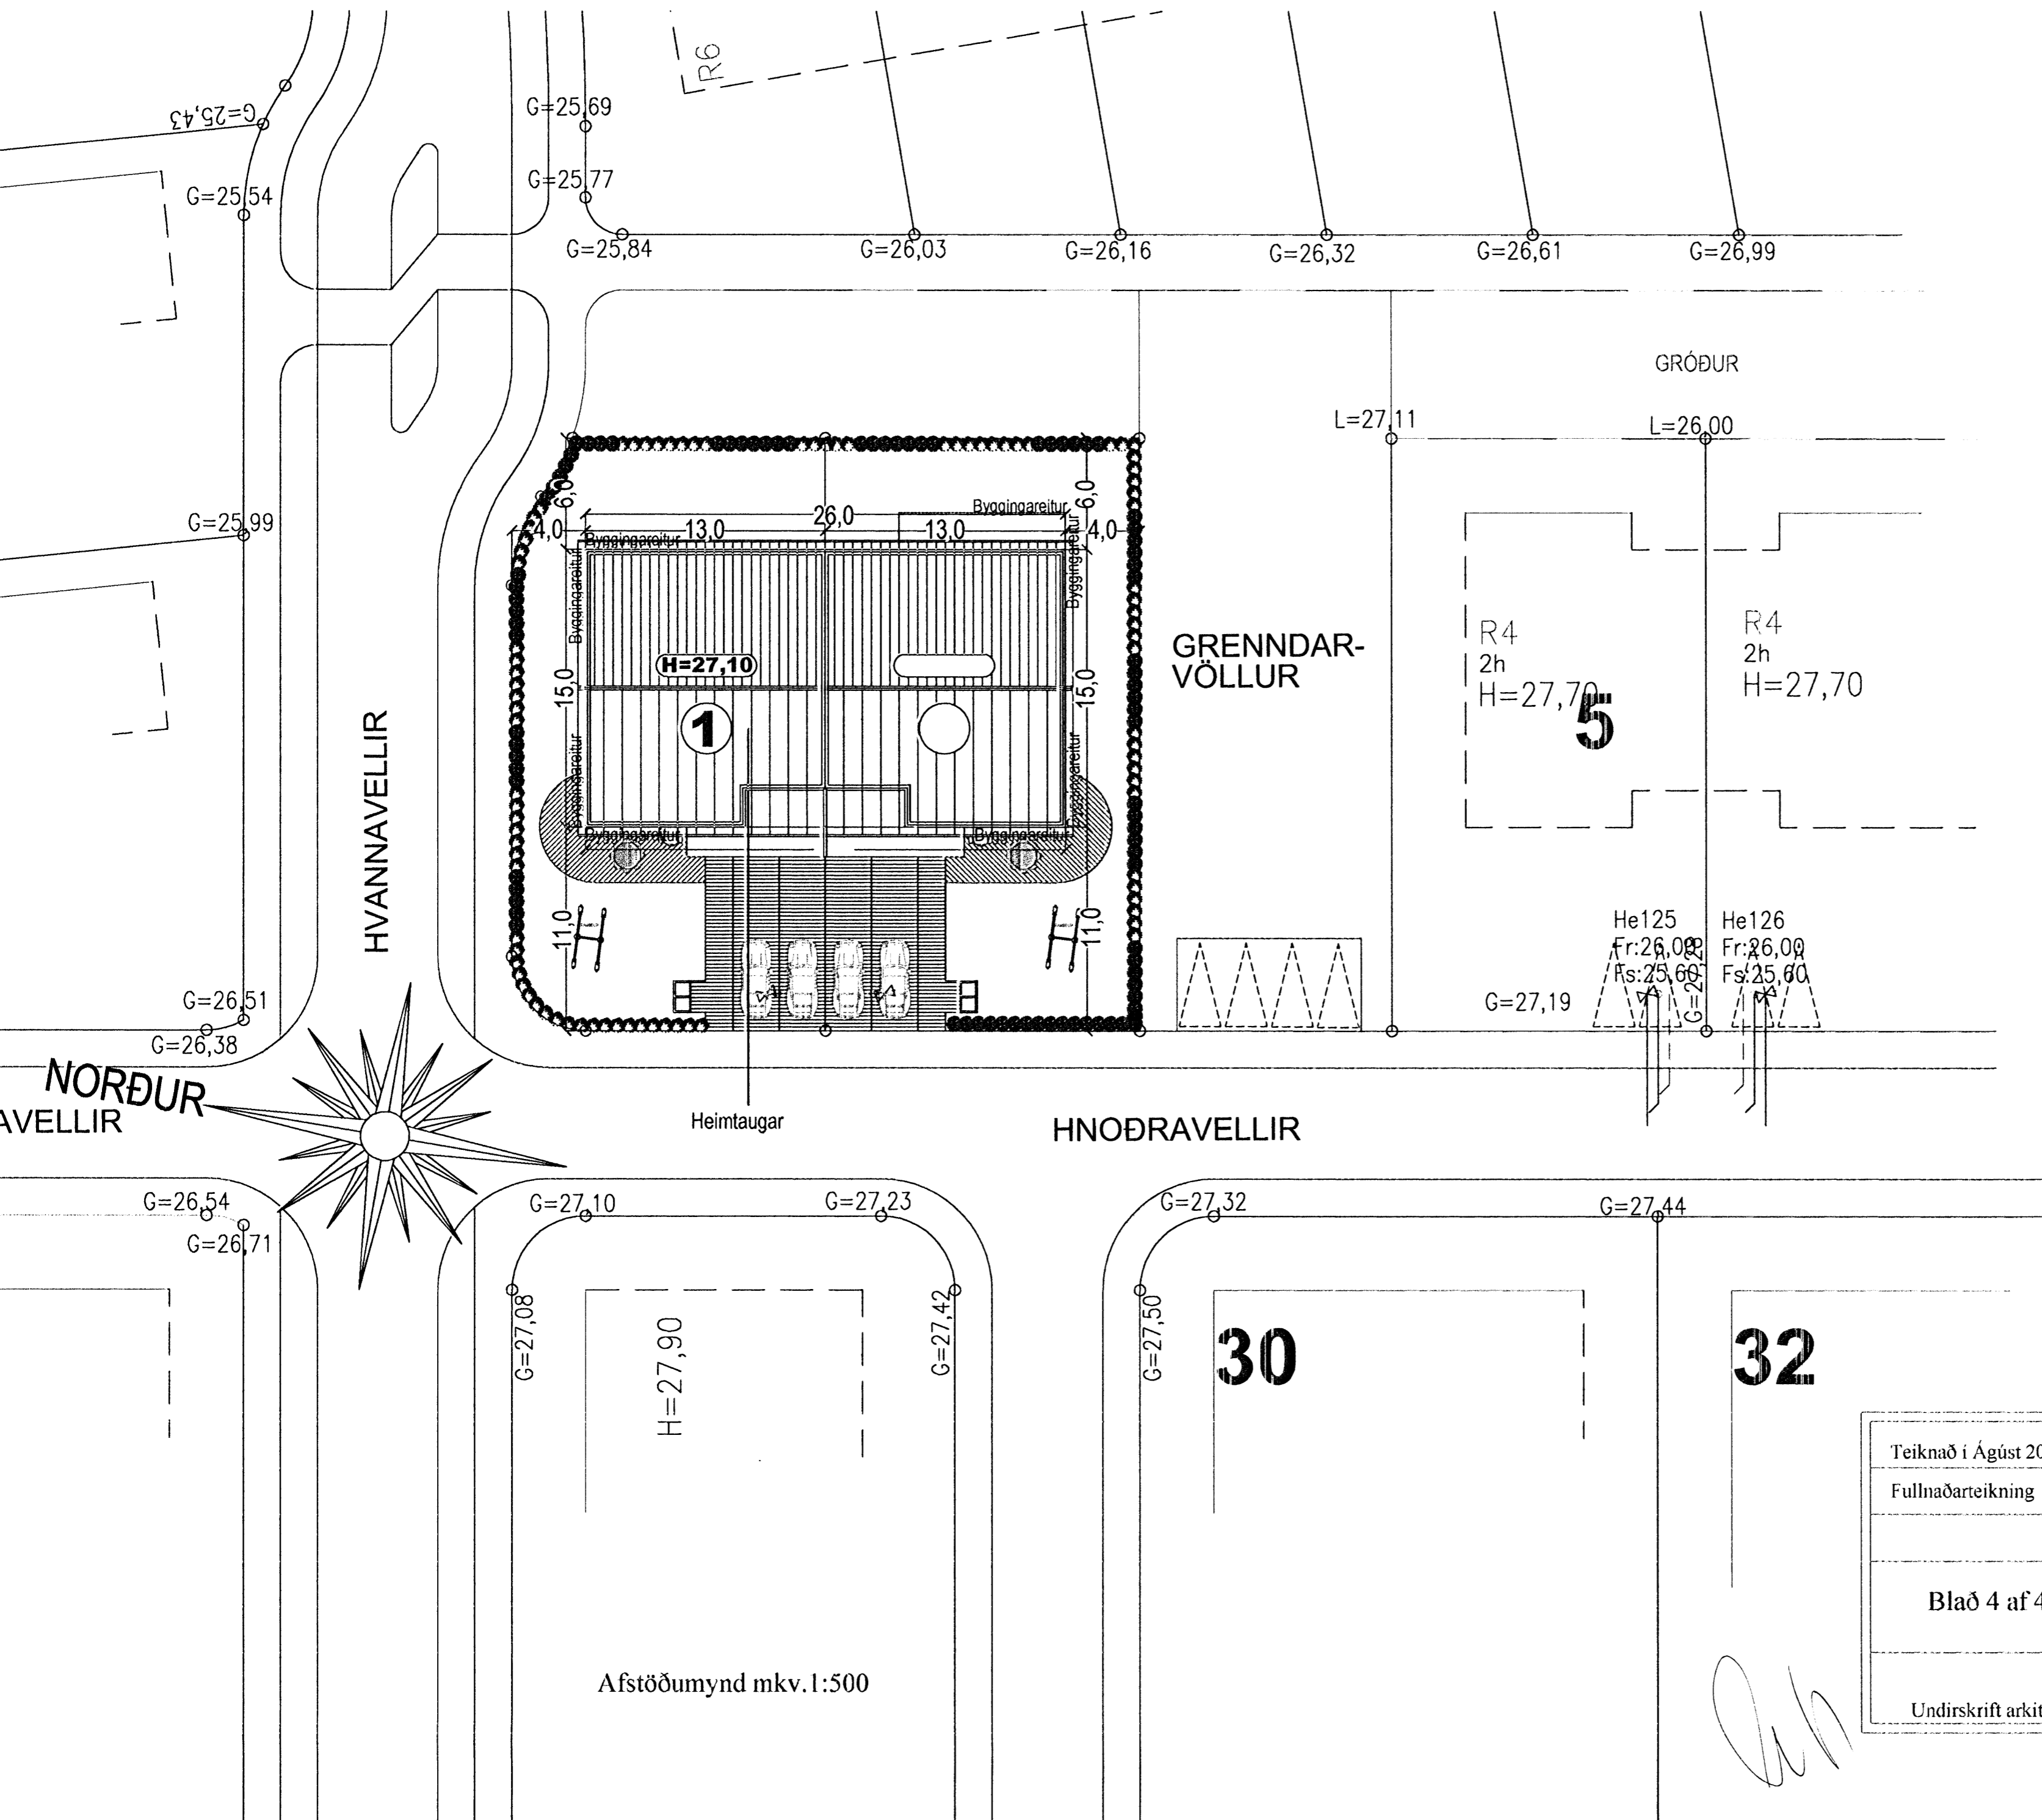 R6
G=25,43
G=25,69
G=25,77
G=25,54
G=25,84
G=26,03
G=26,16
G=26,32
G=26,61
G=26,99
GRÓÐUR
L=27,11
L=26,00
6,0
6,0
Byggingareitur
26,0
4,0
13,0
13,0
4,0
Byggingareitur
G=25,99
Byggingareitur
Byggingareitur
H=27,10
15,0
15,0
1
GRENNDAR-
VÖLLUR
R4
2h
H=27,70
R4
2h
H=27,70
5
HVANNAVELLIR
Byggingareitur
Byggingareitur
Byggingareitur
Byggingareitur
11,0
11,0
He125
Fr:26,00
Fs:25,60
He126
Fr:26,00
Fs:25,60
G=27,19
G=26,51
G=26,38
NORÐUR
AVELLIR
Heimtaugar
HNOÐRAVELLIR
G=26,54
G=26,71
G=27,10
G=27,23
G=27,32
G=27,44
G=27,08
H=27,90
G=27,42
G=27,50
30
32
Teiknað í Ágúst 20
Fullnaðarteikning
Blað 4 af 4
Afstöðumynd mkv.1:500
Undirskrift arkit